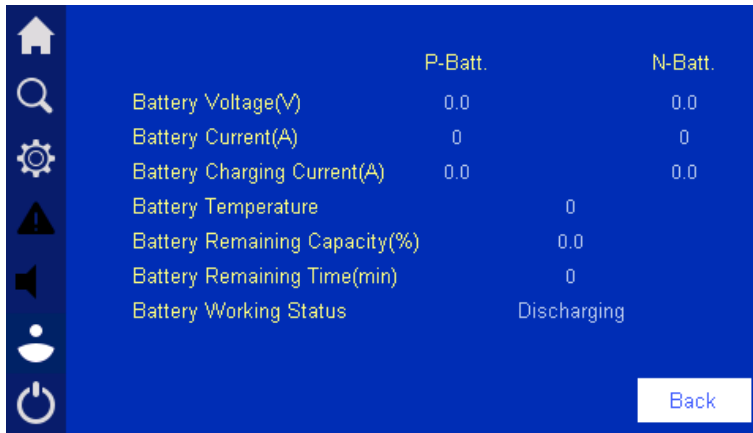 P-Batt. N-Batt.
Battery Voltage(V) 0.0 0.0
Battery Current(A) 0 0
Battery Charging Current(A) 0.0 0.0
Battery Temperature 0
Battery Remaining Capacity(%) 0.0
Battery Remaining Time(min) 0
Battery Working Status Discharging
Back